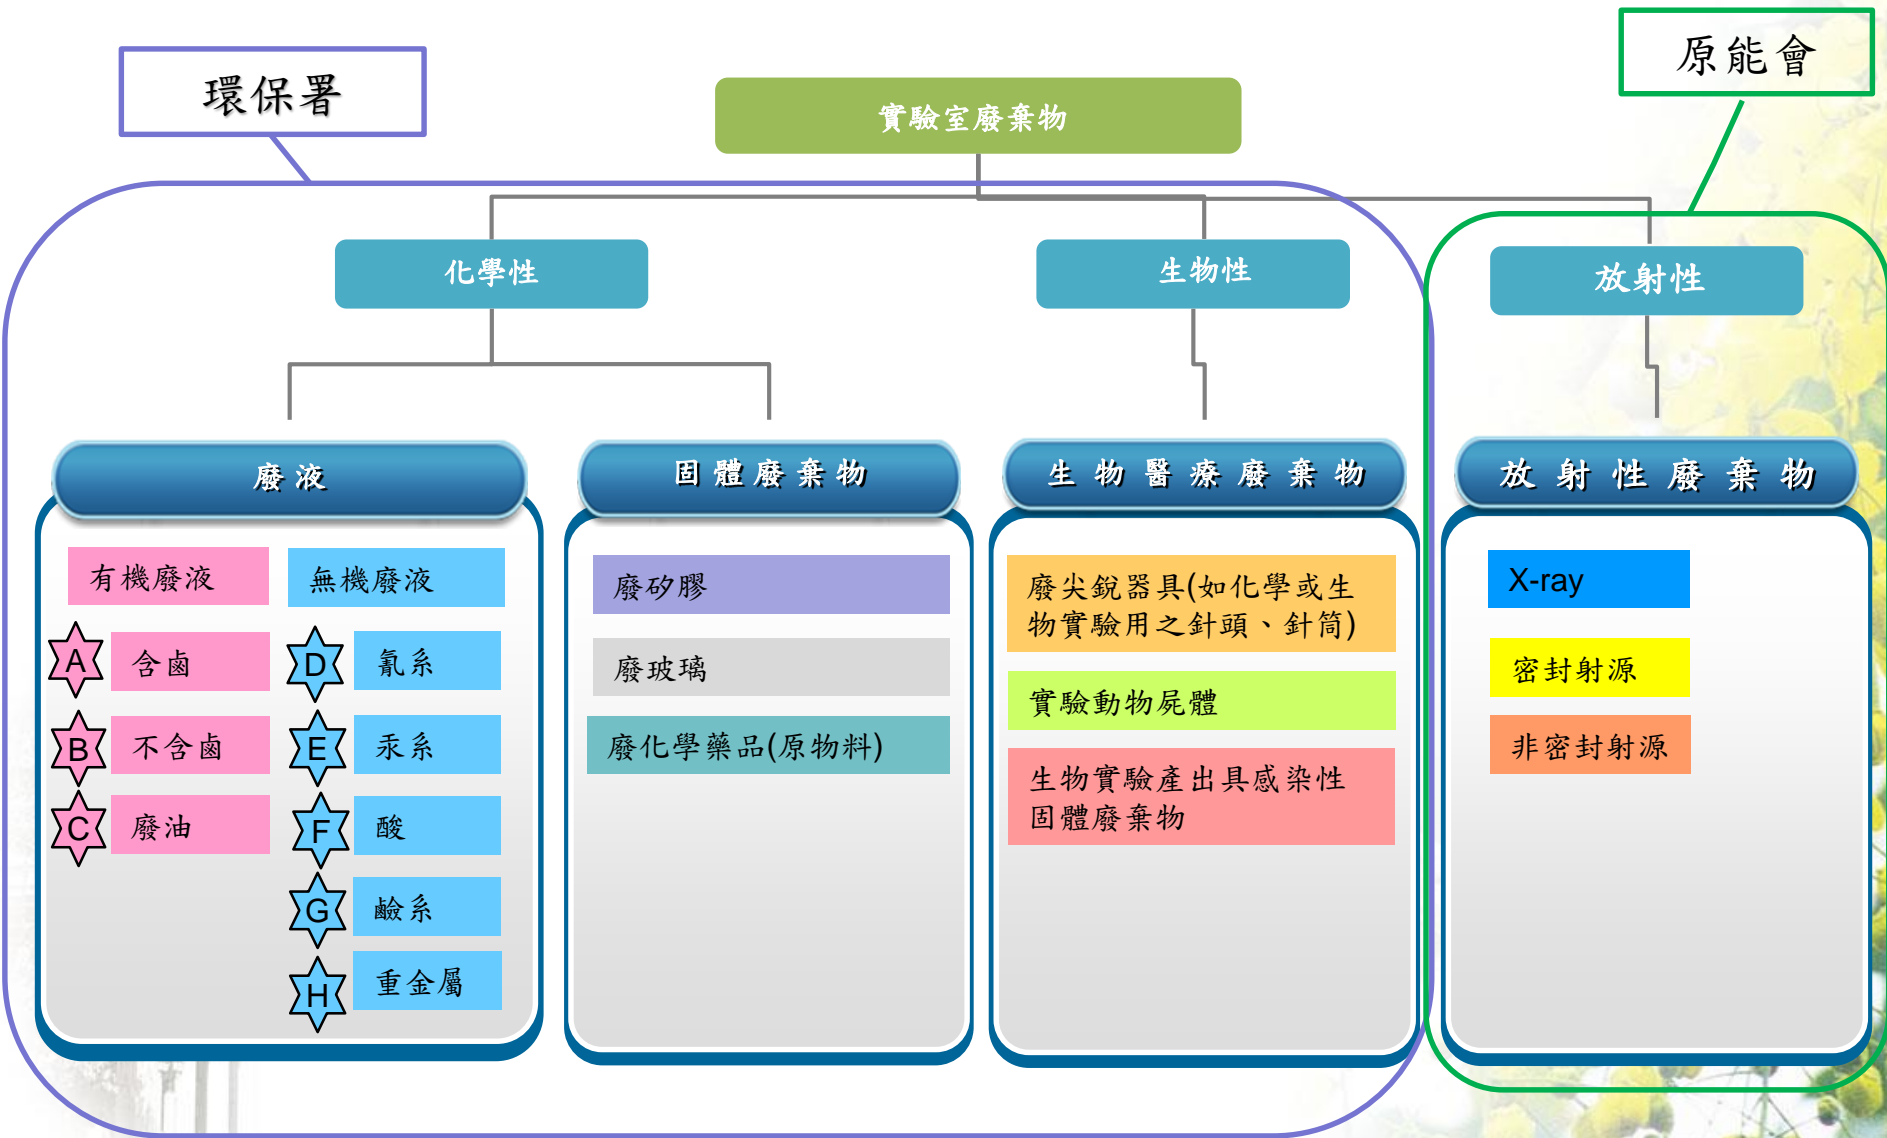 環保署
原能會
實驗室廢棄物
化學性
生物性
放射性
廢液
固體廢棄物
生物醫療廢棄物
放射性廢棄物
有機廢液
A 含鹵
B 不含鹵
C 廢油
無機廢液
D 氰系
E 汞系
F 酸
G 鹼系
H 重金屬
廢矽膠
廢玻璃
廢化學藥品(原物料)
廢尖銳器具(如化學或生
物實驗用之針頭、針筒)
實驗動物屍體
生物實驗產出具感染性
固體廢棄物
X-ray
密封射源
非密封射源